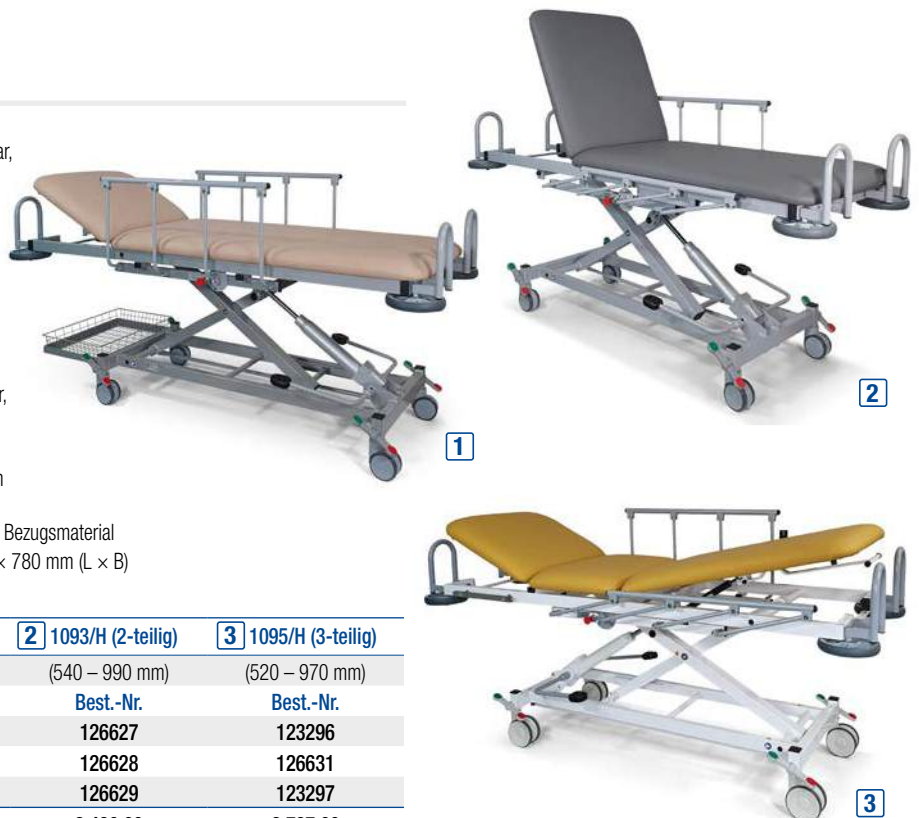 ar,
2
r,
1
n
Bezugsmaterial
× 780 mm (L × B)
2 1093/H (2-teilig) 3 1095/H (3-teilig)
(540 – 990 mm) (520 – 970 mm)
Best.-Nr. Best.-Nr.
126627 123296
126628 126631
126629 123297
3